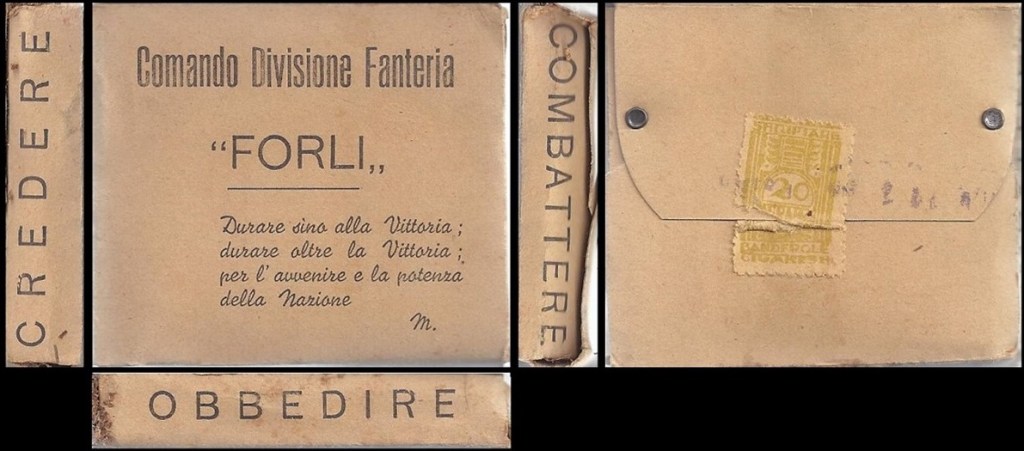 CREDERE
Comando Divisione Fanteria
“FORLI„
Durare sino alla Vittoria ;
durare oltre la Vittoria ;
per l'avvenire e la potenza
della Nazione
M.
OBBEDIRE
COMBATTERE
20